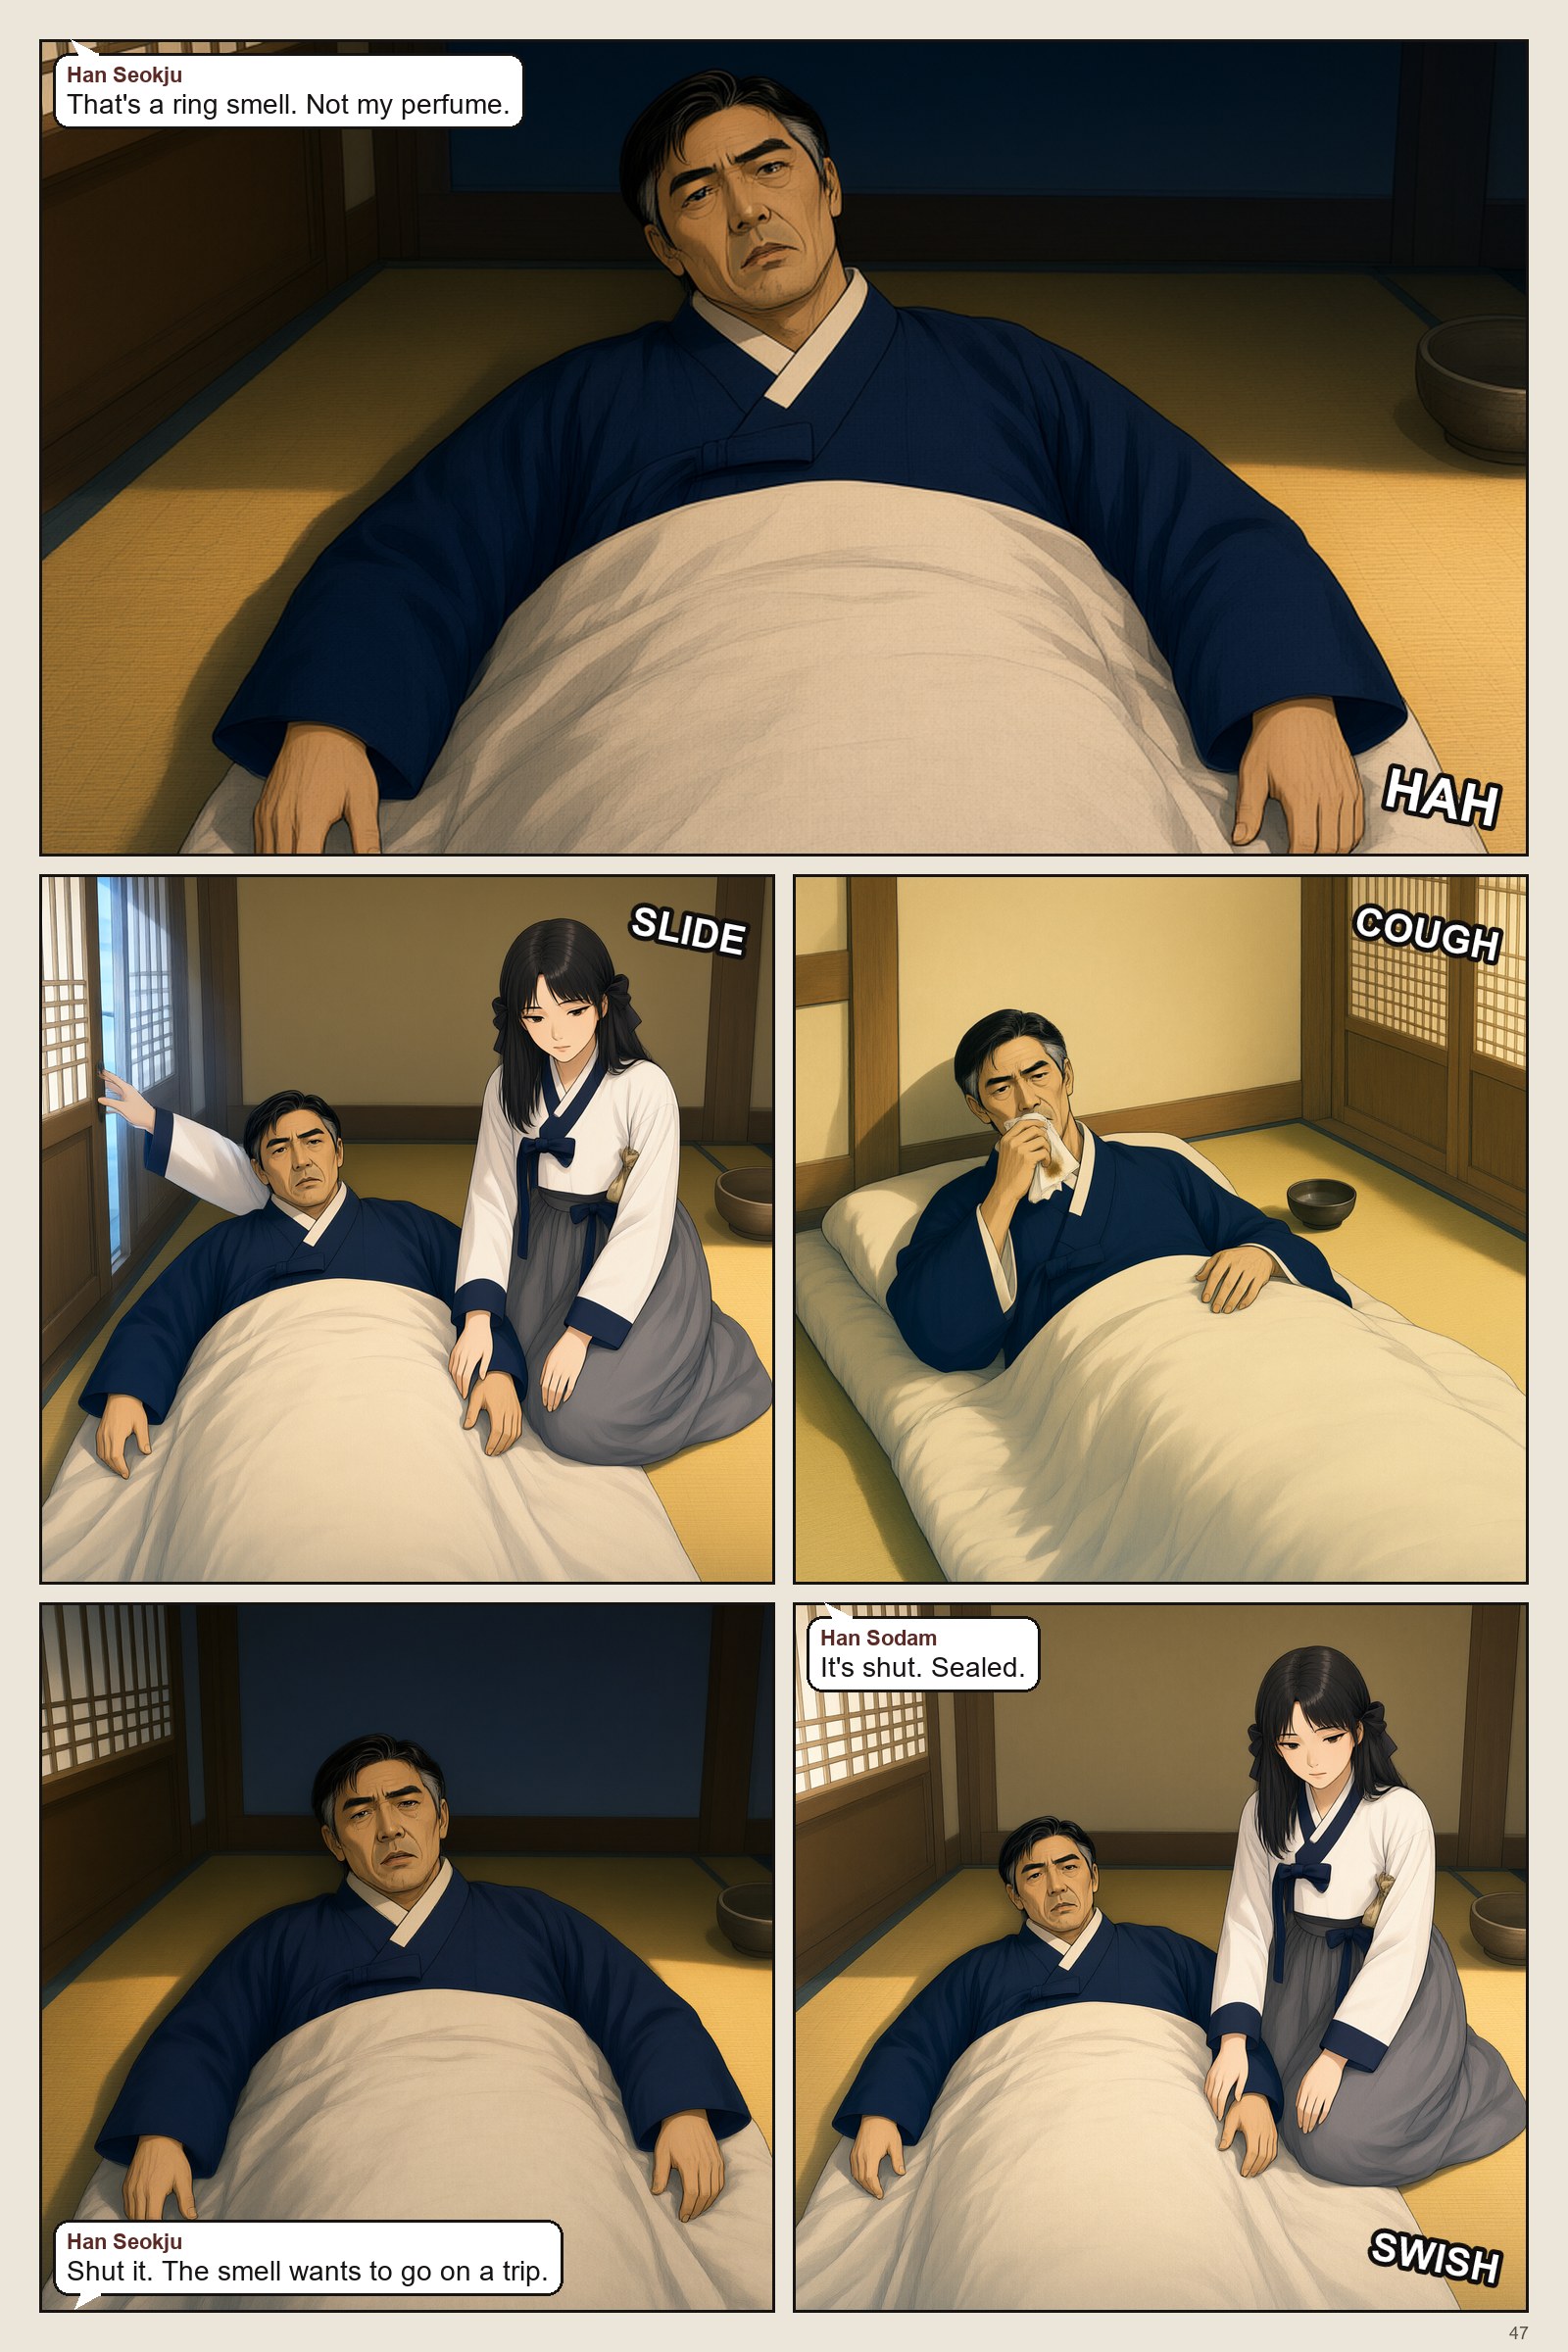 Han Seokju
That's a ring smell. Not my perfume.
HAH
SLIDE
COUGH
Han Seokju
Shut it. The smell wants to go on a trip.
Han Sodam
It's shut. Sealed.
SWISH
47